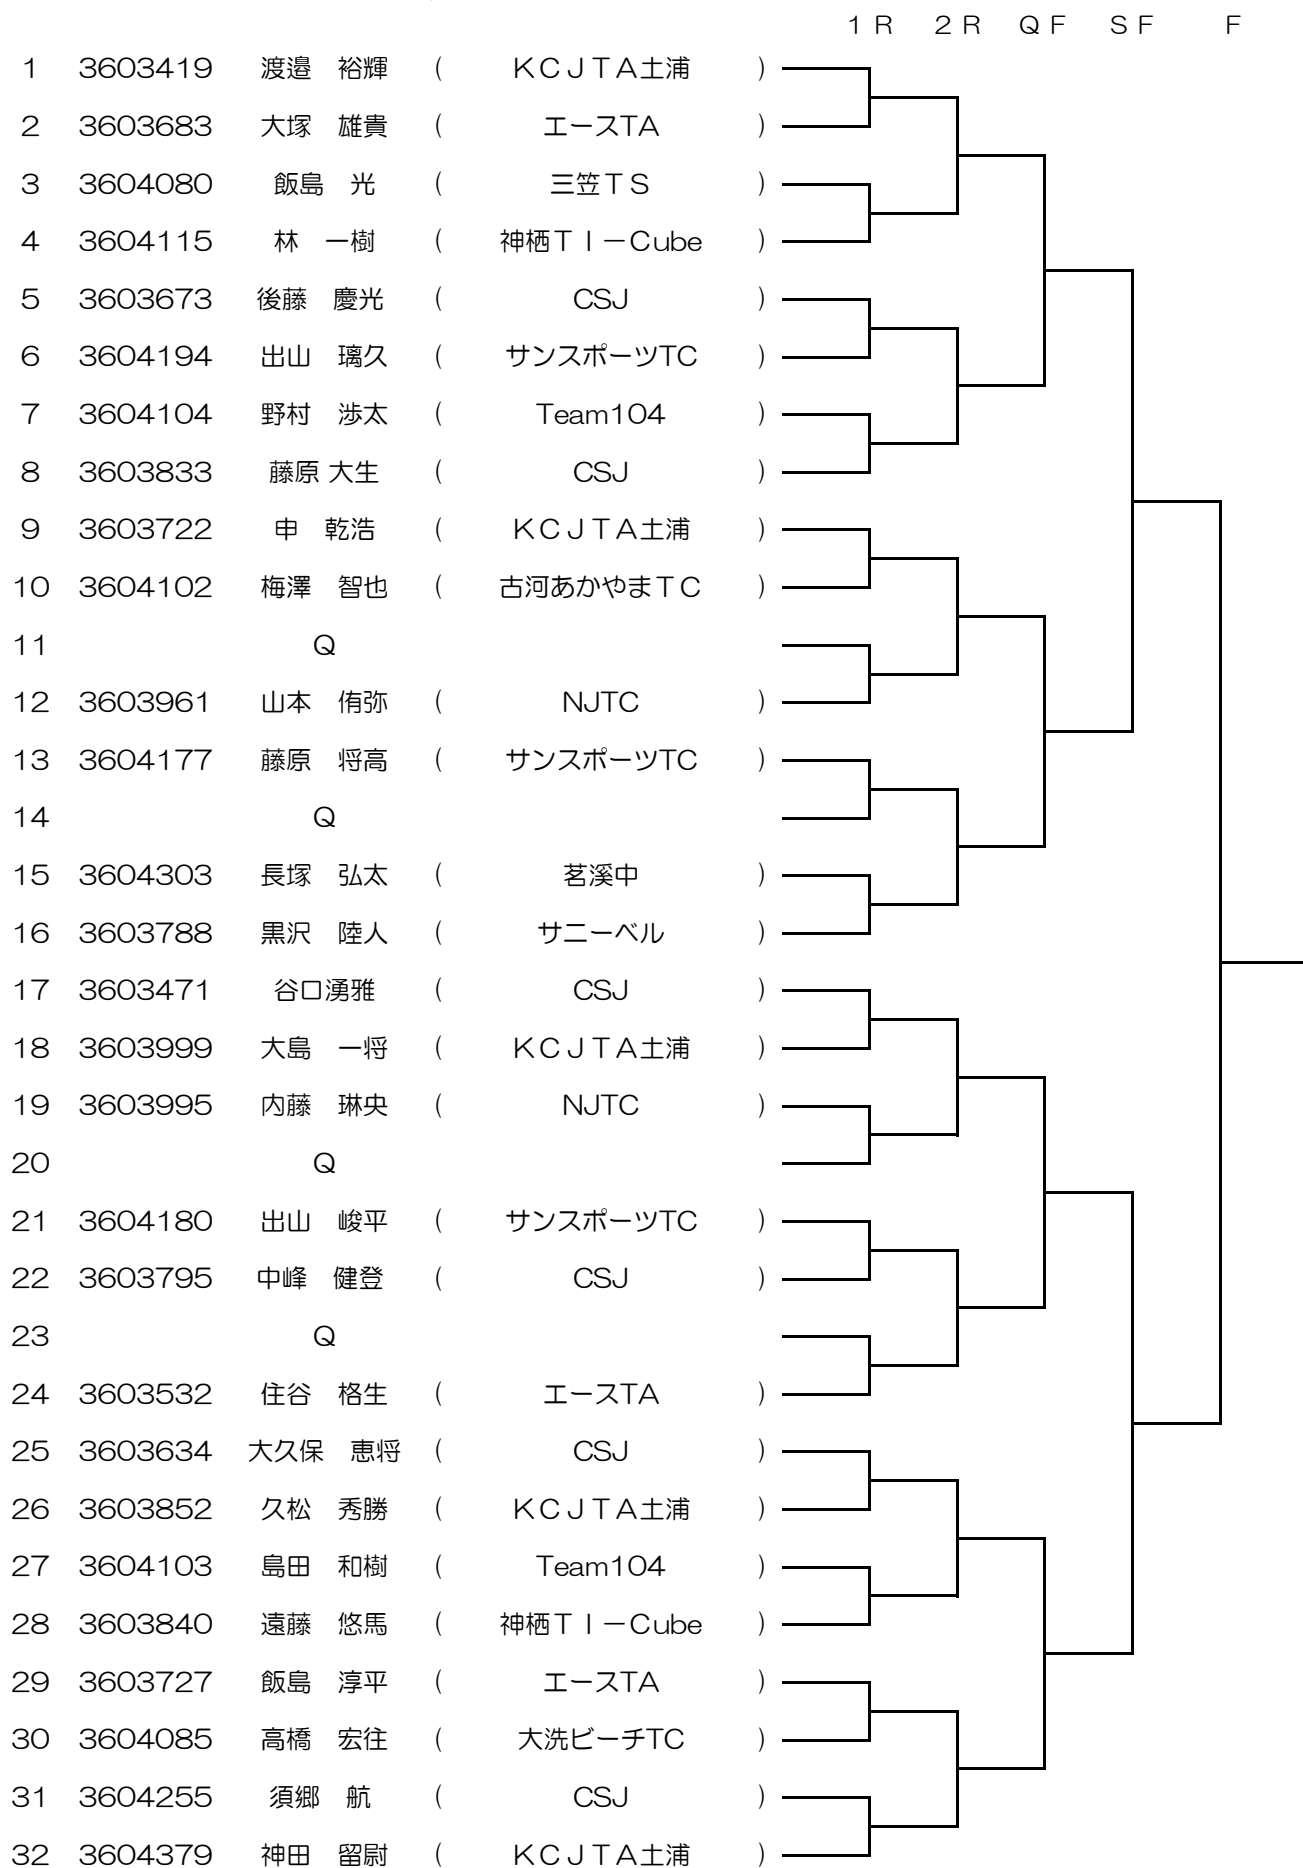 １Ｒ ２Ｒ ＱＦ ＳＦ Ｆ
1 3603419 渡邉　裕輝 ( ＫＣＪＴＡ土浦 )
2 3603683 大塚　雄貴 ( エースTA )
3 3604080 飯島　光 ( 三笠ＴＳ )
4 3604115 林　一樹 ( 神栖ＴＩ－Cube )
5 3603673 後藤　慶光 ( CSJ )
6 3604194 出山　璃久 ( サンスポーツTC )
7 3604104 野村　渉太 ( Team104 )
8 3603833 藤原 大生 ( CSJ )
9 3603722 申　乾浩 ( ＫＣＪＴＡ土浦 )
10 3604102 梅澤　智也 ( 古河あかやまＴＣ )
11 Q
12 3603961 山本　侑弥 ( NJTC )
13 3604177 藤原　将高 ( サンスポーツTC )
14 Q
15 3604303 長塚　弘太 ( 茗溪中 )
16 3603788 黒沢　陸人 ( サニーベル )
17 3603471 谷口湧雅 ( CSJ )
18 3603999 大島　一将 ( ＫＣＪＴＡ土浦 )
19 3603995 内藤　琳央 ( NJTC )
20 Q
21 3604180 出山　峻平 ( サンスポーツTC )
22 3603795 中峰　健登 ( CSJ )
23 Q
24 3603532 住谷　格生 ( エースTA )
25 3603634 大久保　恵将 ( CSJ )
26 3603852 久松　秀勝 ( ＫＣＪＴＡ土浦 )
27 3604103 島田　和樹 ( Team104 )
28 3603840 遠藤　悠馬 ( 神栖ＴＩ－Cube )
29 3603727 飯島　淳平 ( エースTA )
30 3604085 高橋　宏往 ( 大洗ビーチTC )
31 3604255 須郷　航 ( CSJ )
32 3604379 神田　留尉 ( ＫＣＪＴＡ土浦 )